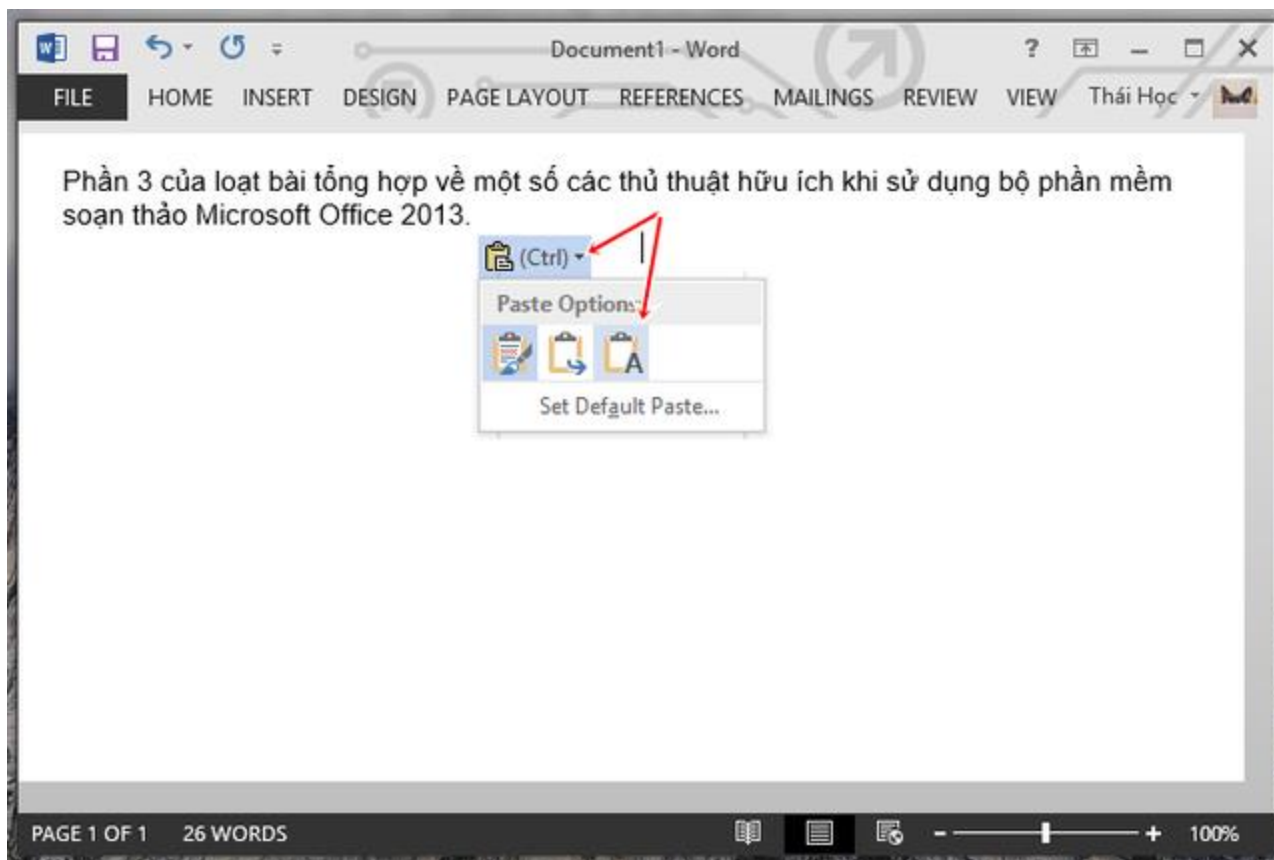 Document1 - Word
?
FILE HOME INSERT DESIGN PAGE LAYOUT REFERENCES MAILINGS REVIEW VIEW Thái Học
Phần 3 của loạt bài tổng hợp về một số các thủ thuật hữu ích khi sử dụng bộ phần mềm
soạn thảo Microsoft Office 2013.
(Ctrl)
Paste Options:
A
Set Default Paste...
PAGE 1 OF 1 26 WORDS 100%